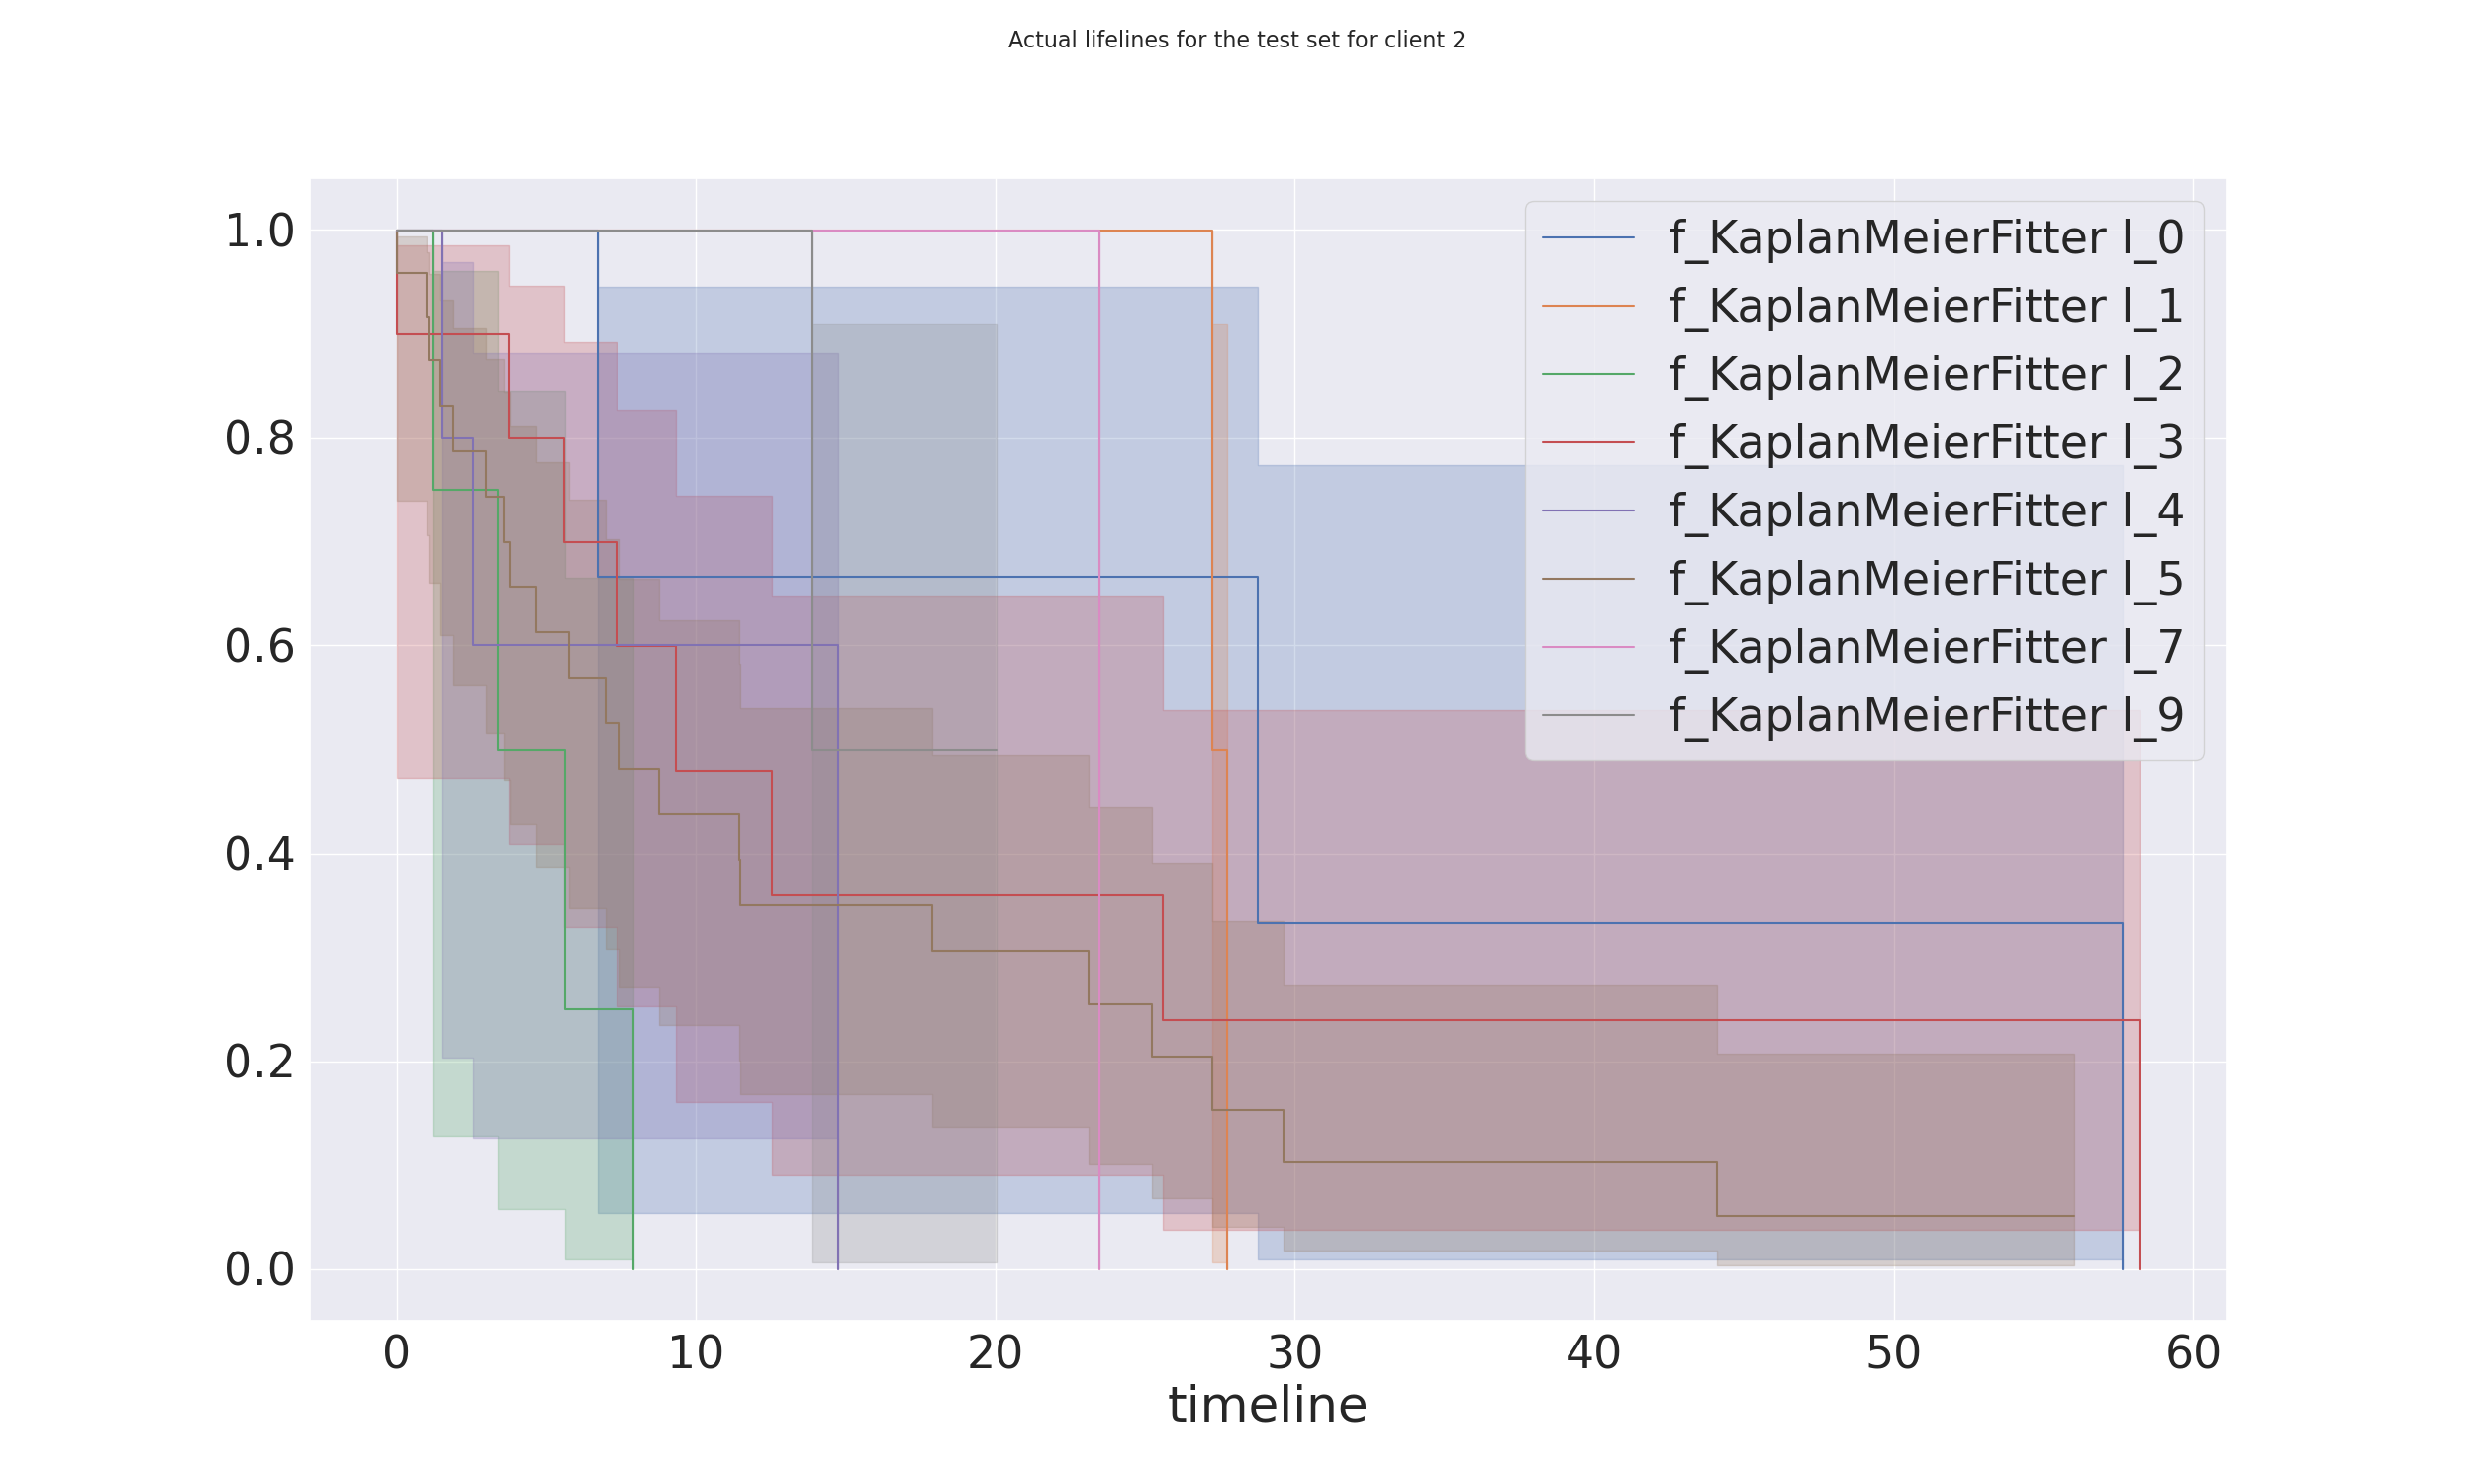 Actual lifelines for the test set for client 2
1.0
0.8
0.6
0.4
0.2
0.0
f_KaplanMeierFitter l_0
f_KaplanMeierFitter l_1
f_KaplanMeierFitter l_2
f_KaplanMeierFitter l_3
f_KaplanMeierFitter l_4
f_KaplanMeierFitter l_5
f_KaplanMeierFitter l_7
f_KaplanMeierFitter l_9
0 10 20 30 40 50 60
timeline